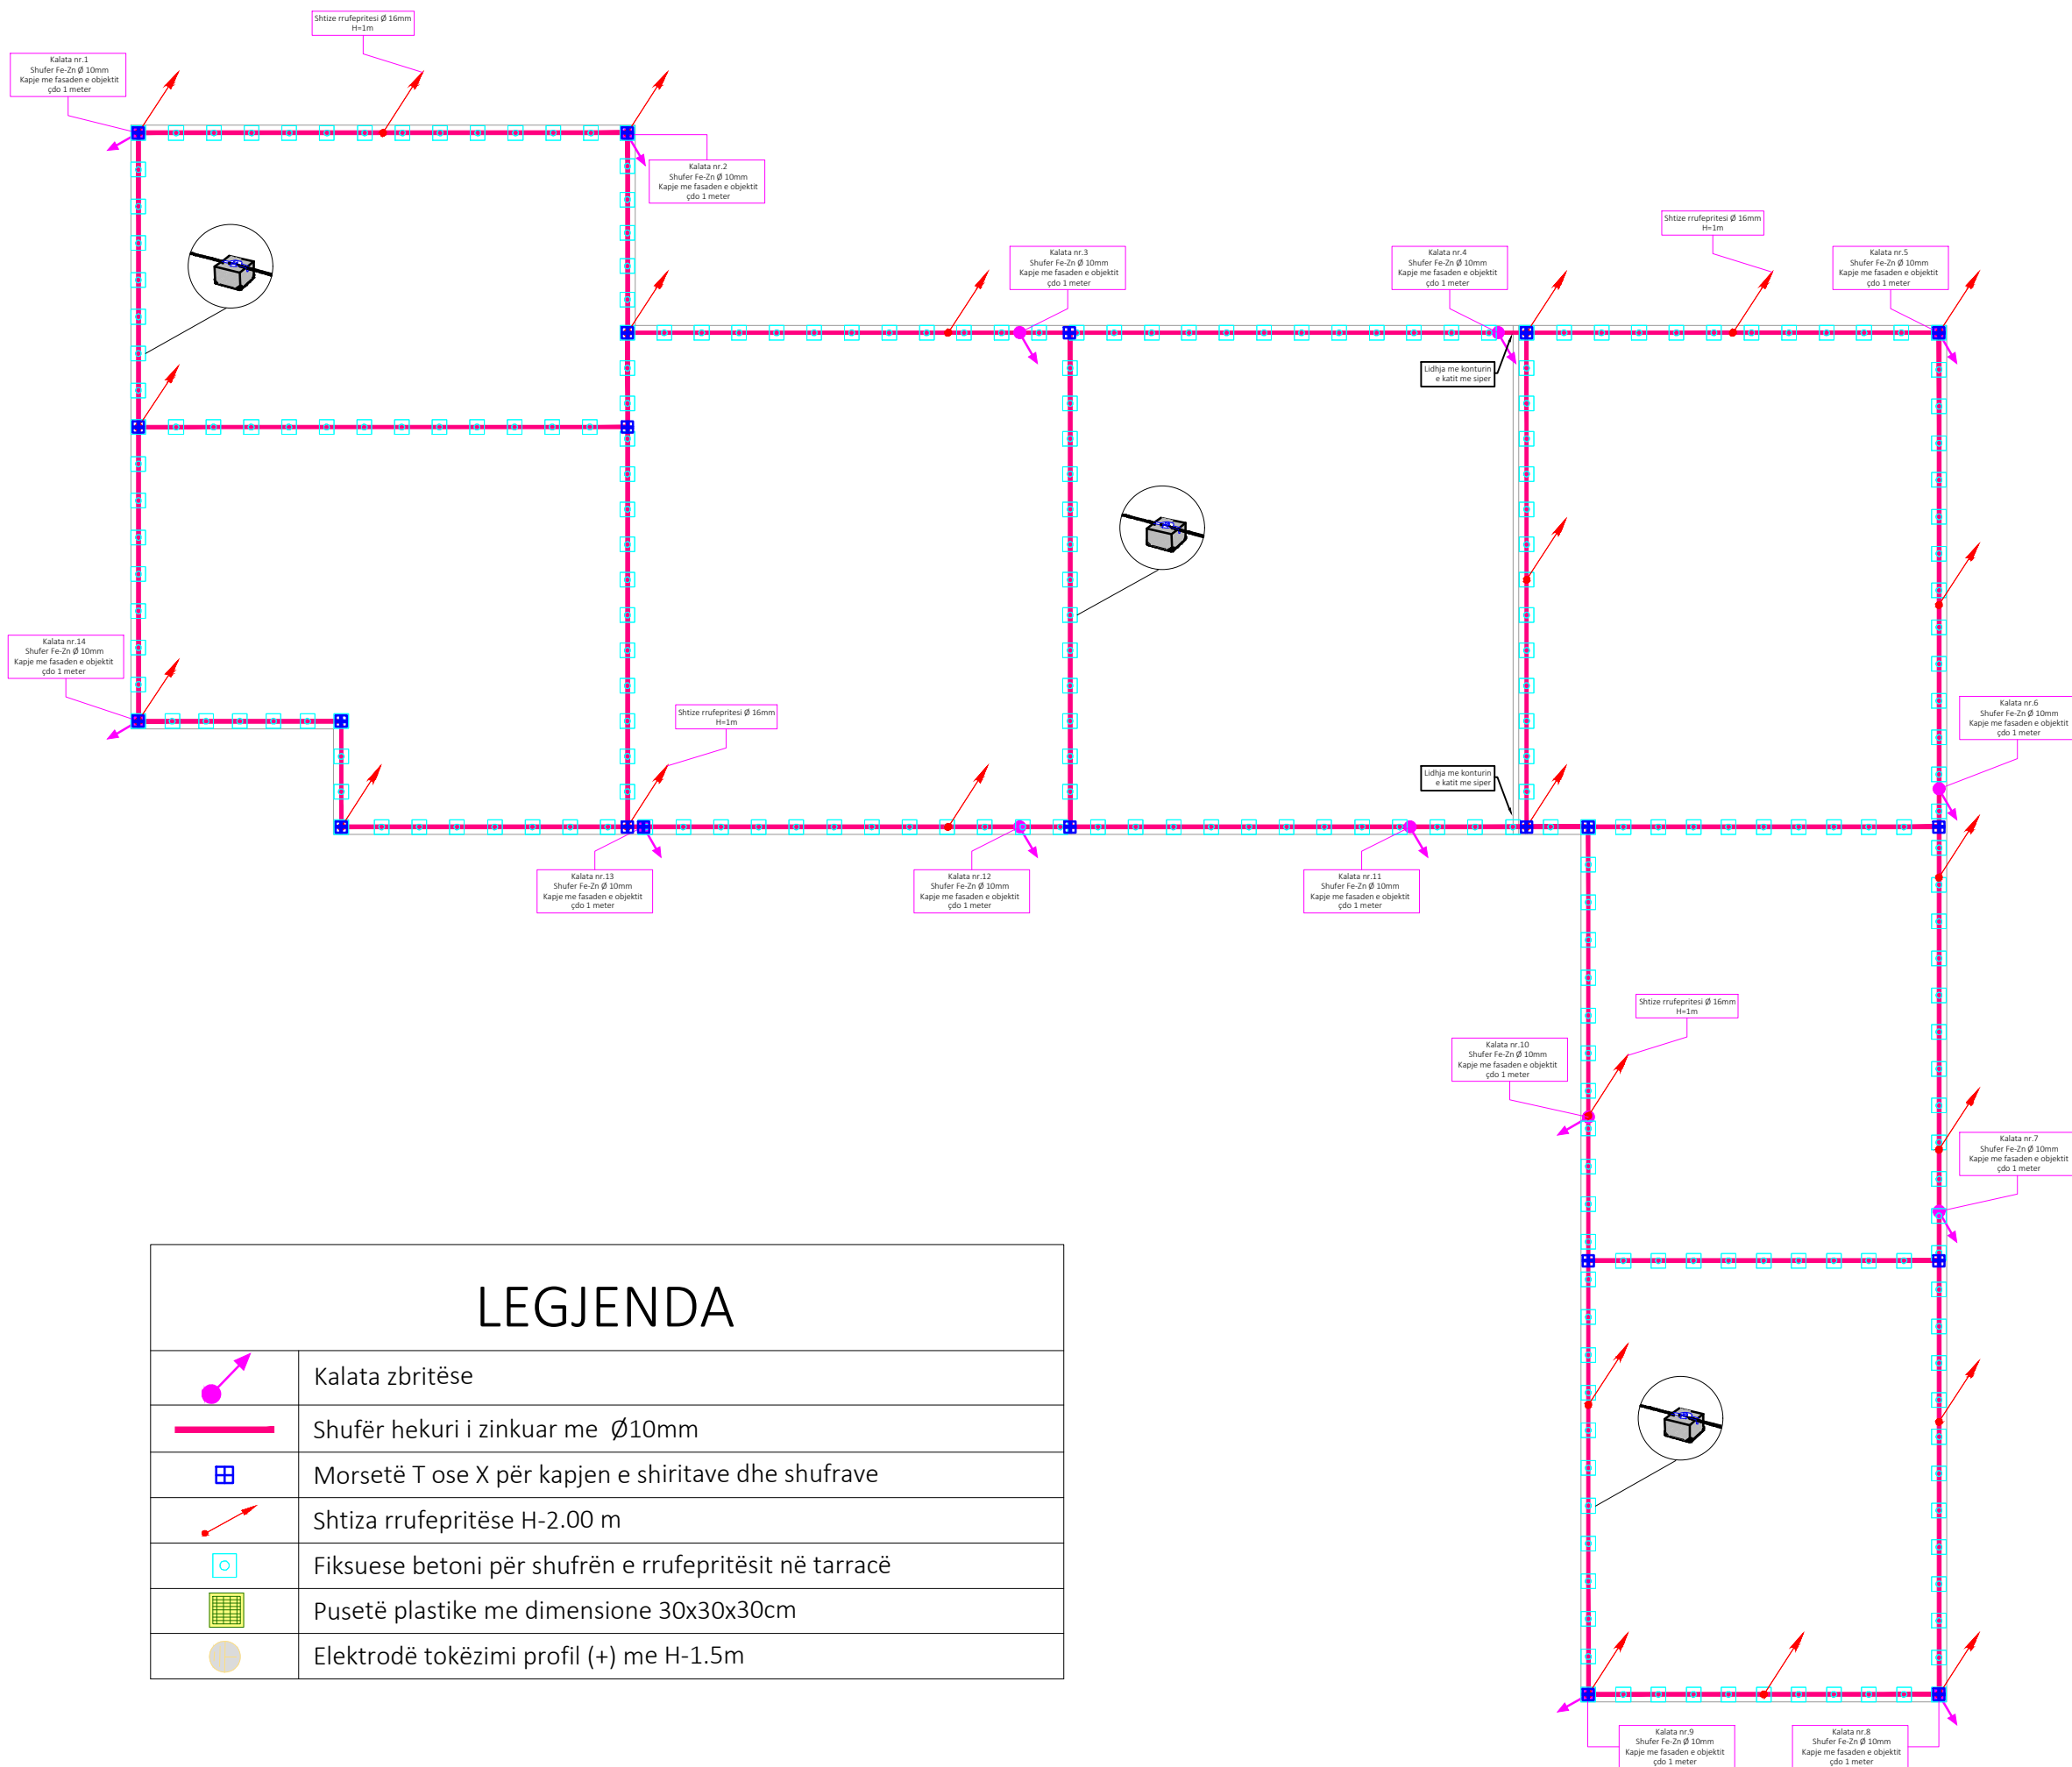 Shtize rrufepritesi Ø 16mm
H=1m
Kalata nr.1
Shufer Fe-Zn Ø 10mm
Kapje me fasaden e objektit
çdo 1 meter
Kalata nr.2
Shufer Fe-Zn Ø 10mm
Kapje me fasaden e objektit
çdo 1 meter
Shtize rrufepritesi Ø 16mm
H=1m
Kalata nr.3
Shufer Fe-Zn Ø 10mm
Kapje me fasaden e objektit
çdo 1 meter
Kalata nr.4
Shufer Fe-Zn Ø 10mm
Kapje me fasaden e objektit
çdo 1 meter
Kalata nr.5
Shufer Fe-Zn Ø 10mm
Kapje me fasaden e objektit
çdo 1 meter
Lidhja me konturin
e katit me siper
Kalata nr.14
Shufer Fe-Zn Ø 10mm
Kapje me fasaden e objektit
çdo 1 meter
Shtize rrufepritesi Ø 16mm
H=1m
Kalata nr.6
Shufer Fe-Zn Ø 10mm
Kapje me fasaden e objektit
çdo 1 meter
Lidhja me konturin
e katit me siper
Kalata nr.13
Shufer Fe-Zn Ø 10mm
Kapje me fasaden e objektit
çdo 1 meter
Kalata nr.12
Shufer Fe-Zn Ø 10mm
Kapje me fasaden e objektit
çdo 1 meter
Kalata nr.11
Shufer Fe-Zn Ø 10mm
Kapje me fasaden e objektit
çdo 1 meter
Shtize rrufepritesi Ø 16mm
H=1m
Kalata nr.10
Shufer Fe-Zn Ø 10mm
Kapje me fasaden e objektit
çdo 1 meter
Kalata nr.7
Shufer Fe-Zn Ø 10mm
Kapje me fasaden e objektit
çdo 1 meter
LEGJENDA
Kalata zbritëse
Shufër hekuri i zinkuar me Ø10mm
Morsetë T ose X për kapjen e shiritave dhe shufrave
Shtiza rrufepritëse H-2.00 m
Fiksuese betoni për shufrën e rrufepritësit në tarracë
Pusetë plastike me dimensione 30x30x30cm
Elektrodë tokëzimi profil (+) me H-1.5m
Kalata nr.9
Shufer Fe-Zn Ø 10mm
Kapje me fasaden e objektit
çdo 1 meter
Kalata nr.8
Shufer Fe-Zn Ø 10mm
Kapje me fasaden e objektit
çdo 1 meter